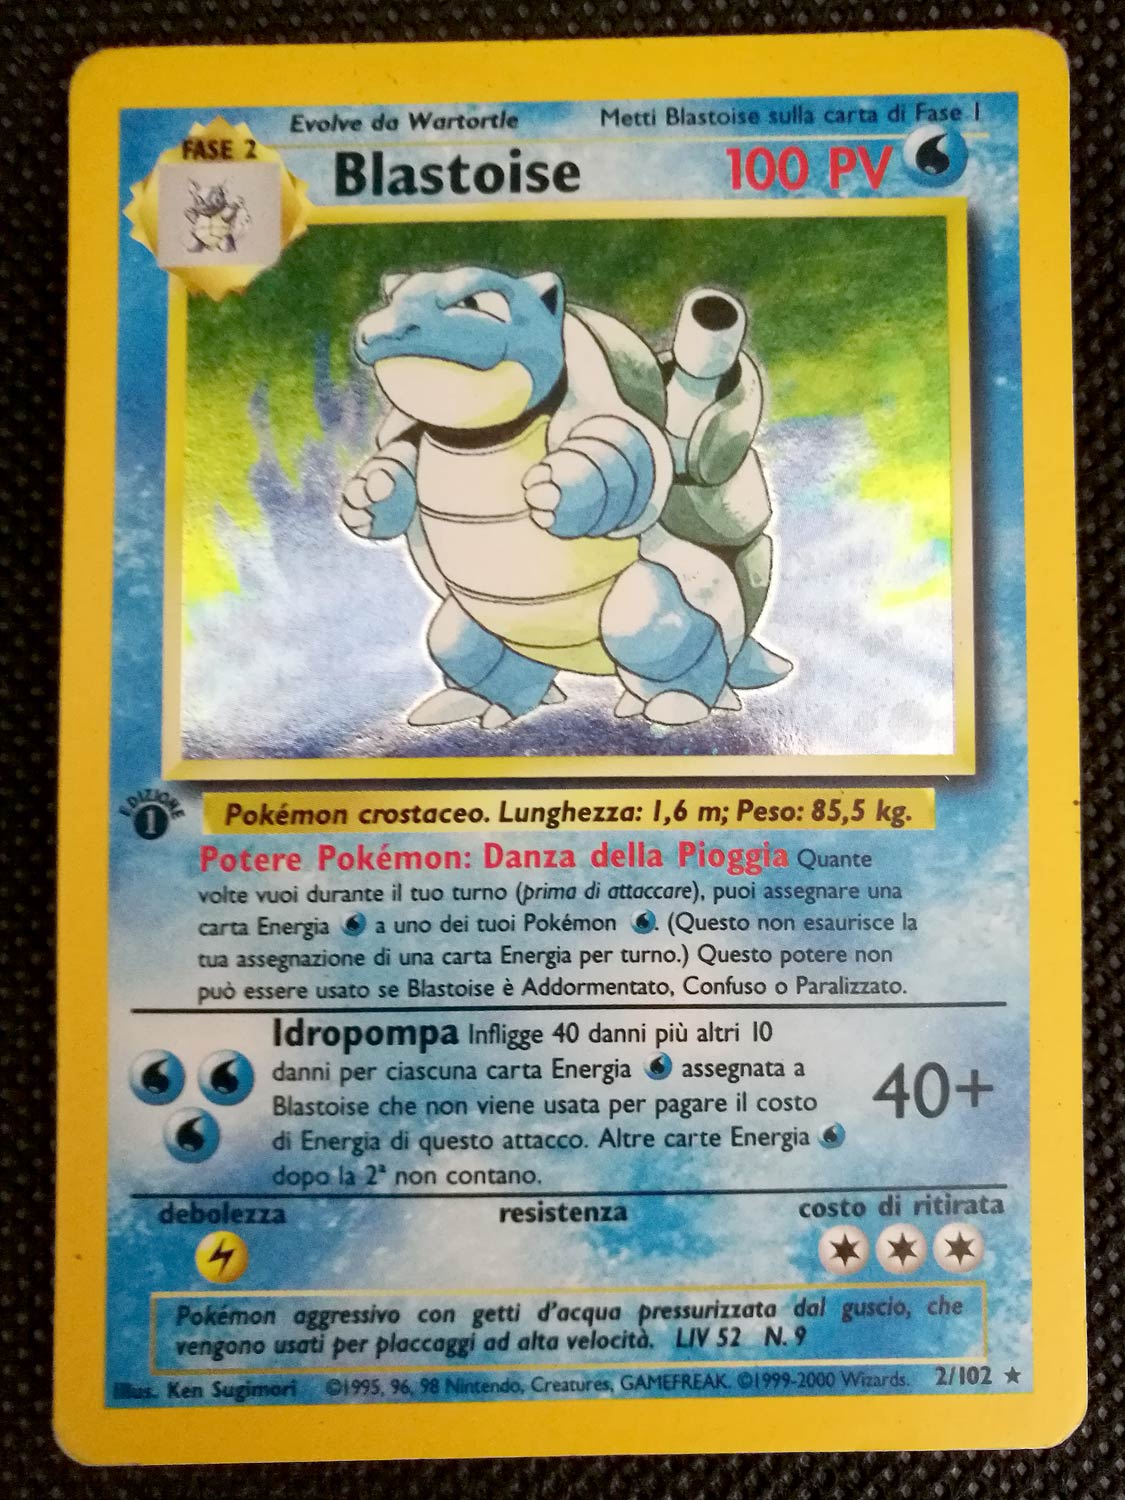 Evolve da Wartortle
Metti Blastoise sulla carta di Fase 1
FASE 2
Blastoise
100 PV
EDIZIONE
1
Pokémon crostaceo. Lunghezza: 1,6 m; Peso: 85,5 kg.
Potere Pokémon: Danza della Pioggia Quante
volte vuoi durante il tuo turno (prima di attaccare), puoi assegnare una
carta Energia a uno dei tuoi Pokémon . (Questo non esaurisce la
tua assegnazione di una carta Energia per turno.) Questo potere non
può essere usato se Blastoise è Addormentato, Confuso o Paralizzato.
Idropompa Infligge 40 danni più altri 10
danni per ciascuna carta Energia assegnata a
Blastoise che non viene usata per pagare il costo
di Energia di questo attacco. Altre carte Energia
dopo la 2ª non contano.
40+
debolezza
resistenza
costo di ritirata
Pokémon aggressivo con getti d'acqua pressurizzata dal guscio, che
vengono usati per placcaggi ad alta velocità. LIV 52 N. 9
Illus. Ken Sugimori ©1995, 96, 98 Nintendo, Creatures, GAMEFREAK. ©1999-2000 Wizards. 2/102 ★